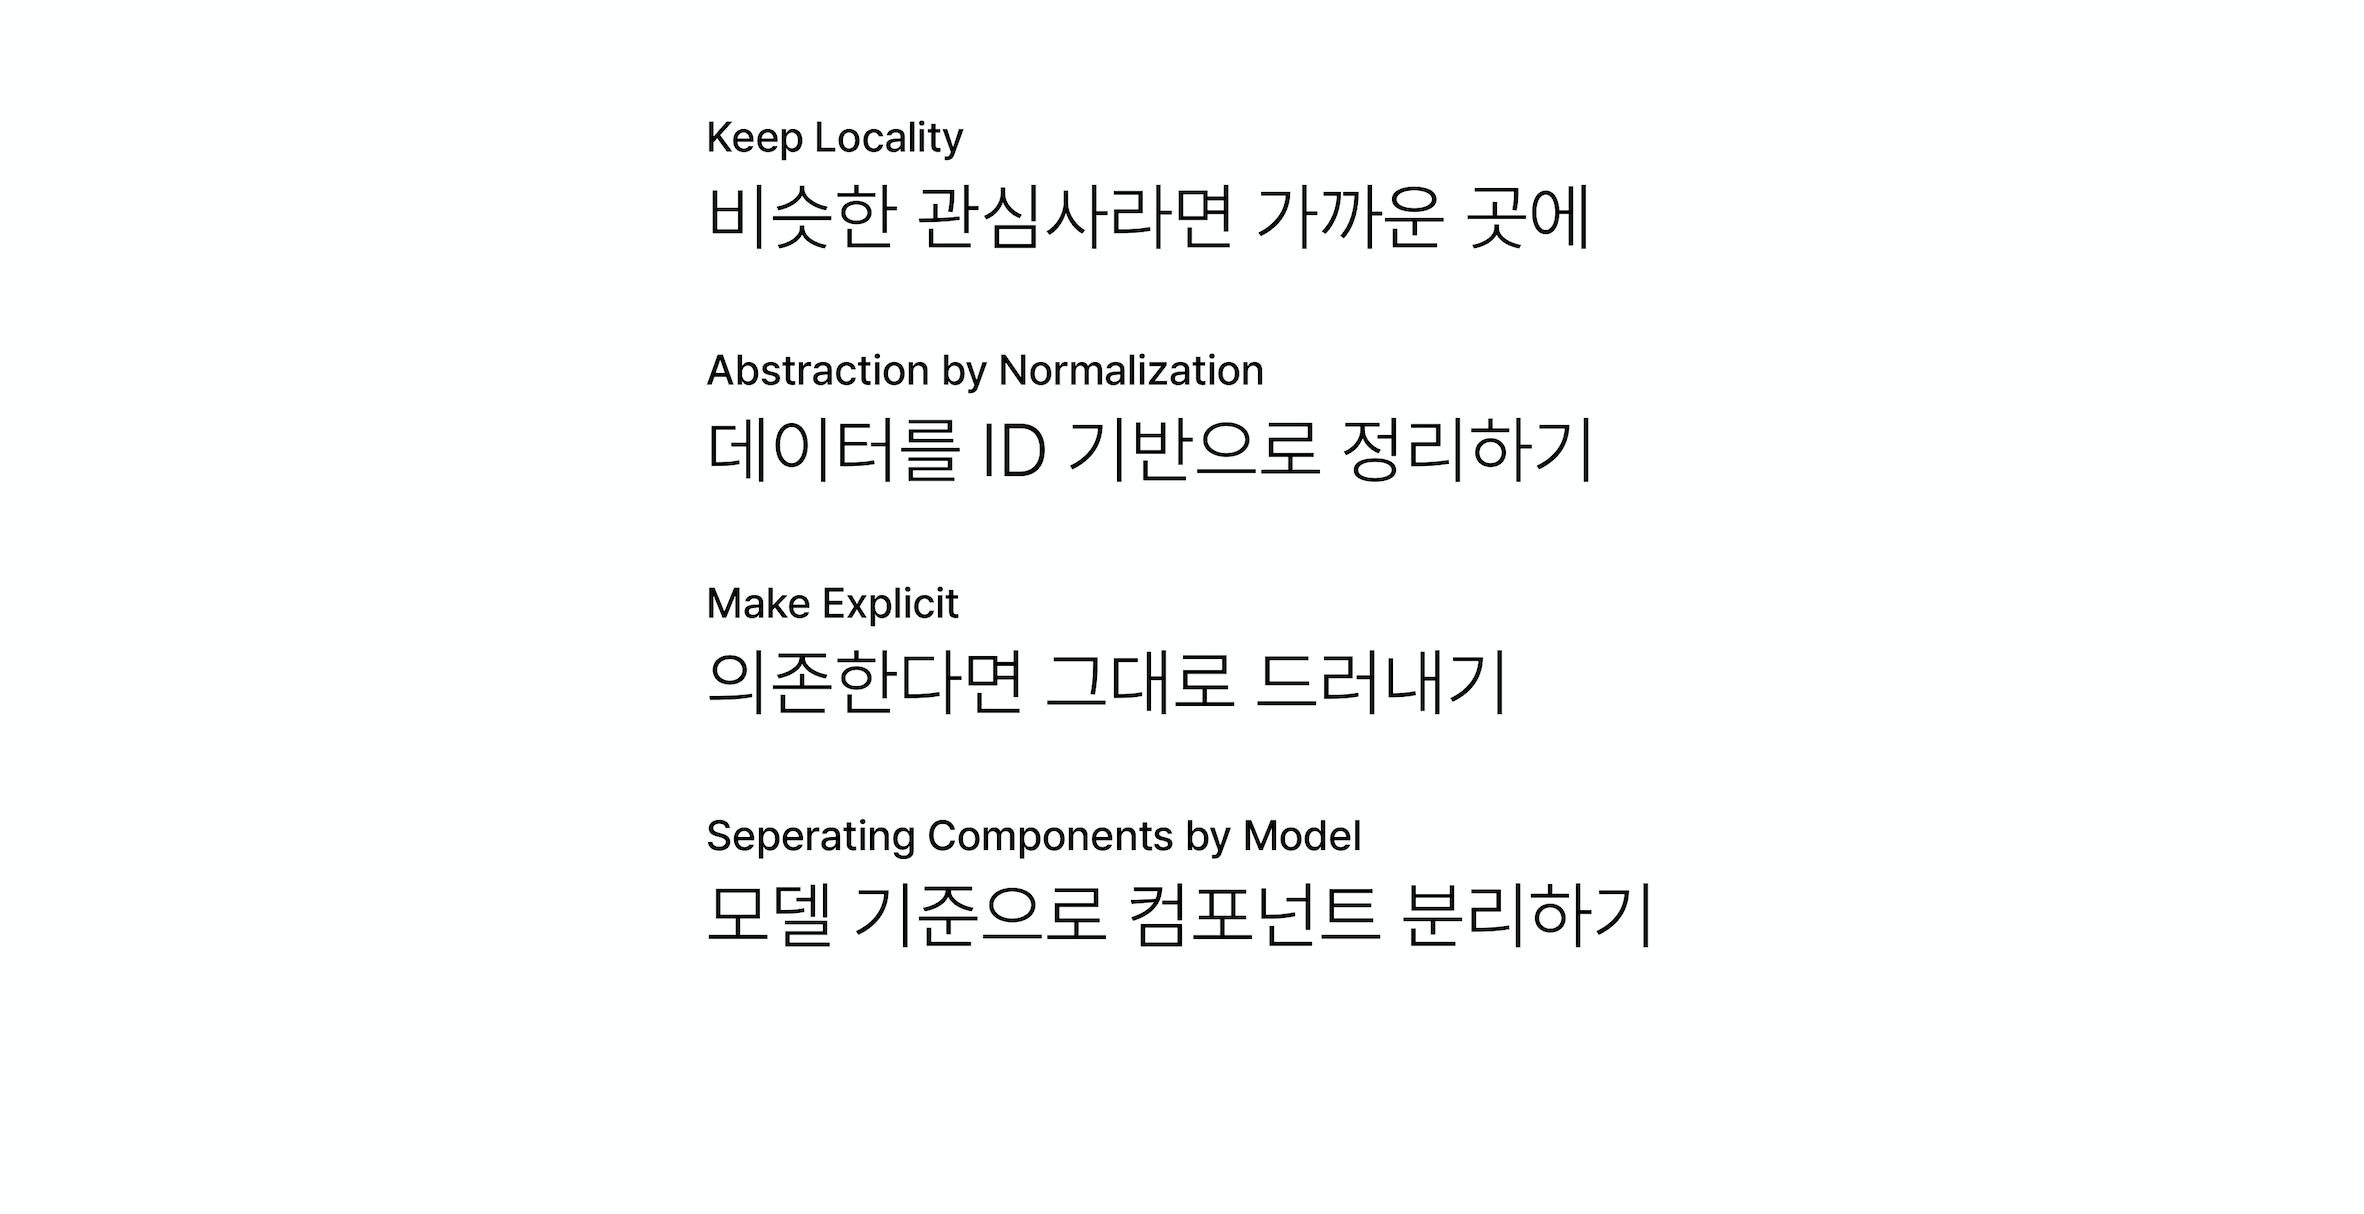 Keep Locality
비슷한 관심사라면 가까운 곳에
Abstraction by Normalization
데이터를 ID 기반으로 정리하기
Make Explicit
의존한다면 그대로 드러내기
Seperating Components by Model
모델 기준으로 컴포넌트 분리하기